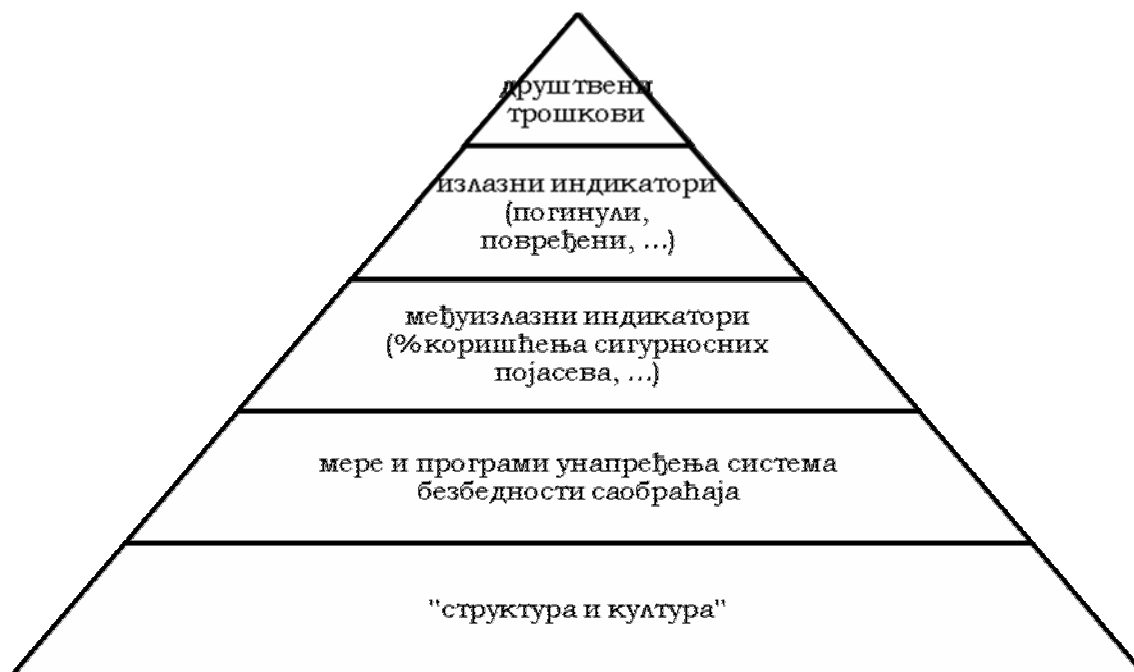 друштвени
трошкови
излазни индикатори
(погинули,
повређени, ...)
међуизлазни индикатори
(%коришћења сигурносних
појасева, ...)
мере и програми унапређења система
безбедности саобраћаја
"структура и култура"